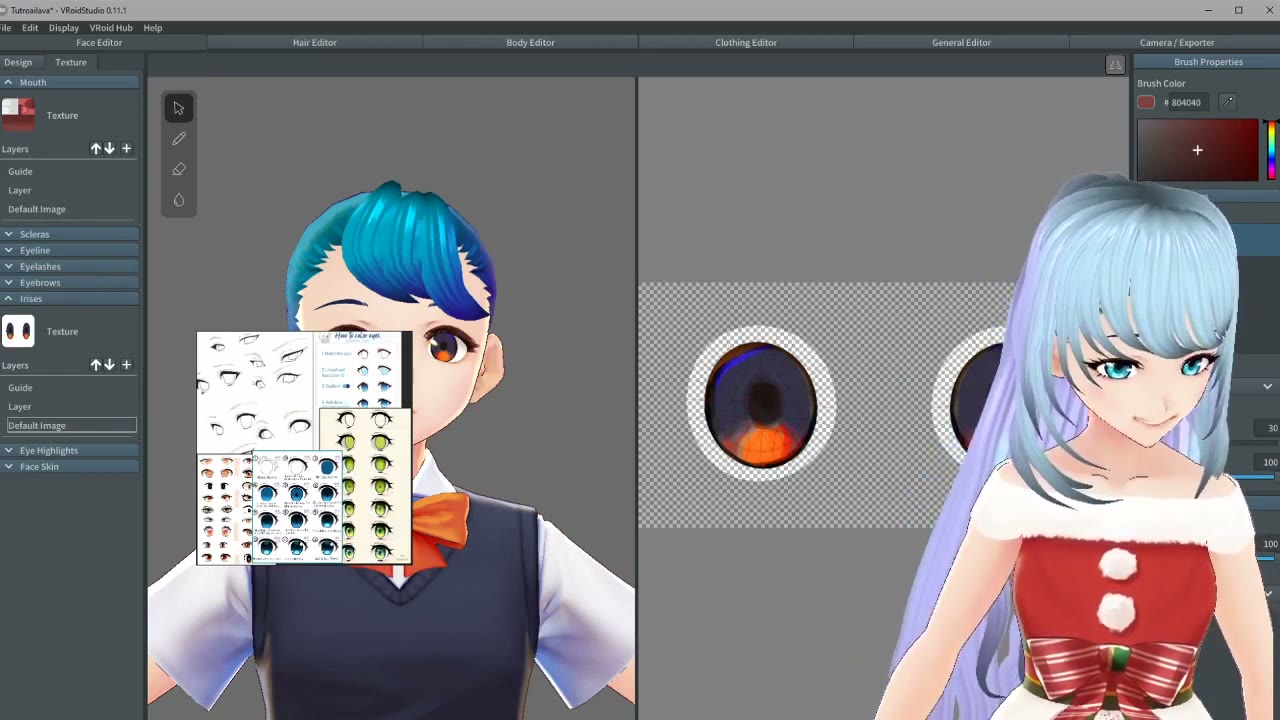 Tutroailava* - VRoidStudio 0.11.1
File Edit Display VRoid Hub Help
Face Editor Hair Editor Body Editor Clothing Editor General Editor Camera / Exporter
Design Texture
Brush Properties
Mouth
Brush Color
# 804040
Texture
Layers
Guide
Layer
Default Image
Scleras
Eyeline
Eyelashes
Eyebrows
Irises
Texture
How to color eyes
Layers
Guide
Layer
Default Image
30
Eye Highlights
100
Face Skin
100